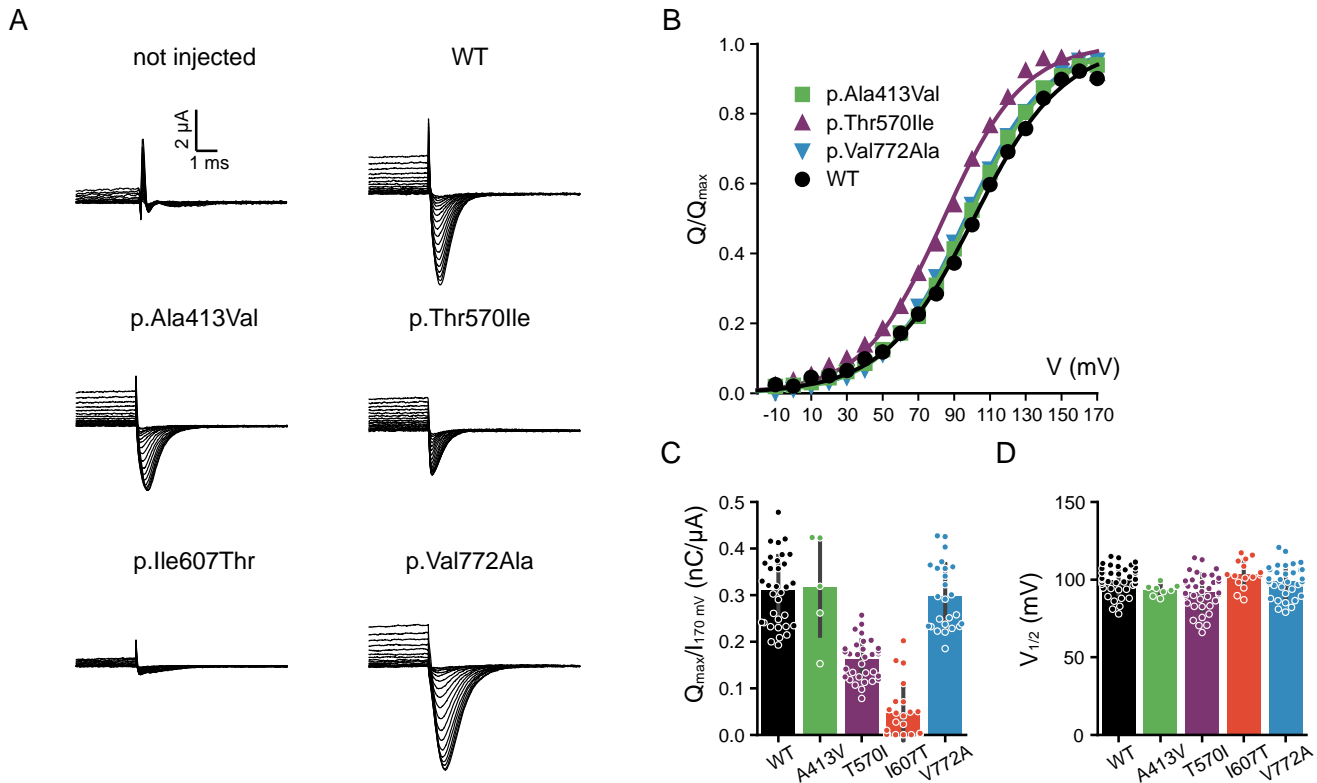 A
not injected
WT
2 µA
1 ms
p.Ala413Val
p.Thr570Ile
p.Ile607Thr
p.Val772Ala
B
1.0
0.8
0.6
0.4
0.2
0.0
Q/Qmax
p.Ala413Val
p.Thr570Ile
p.Val772Ala
WT
V (mV)
-10 10 30 50 70 90 110 130 150 170
C
0.5
0.4
0.3
0.2
0.1
0.0
Qmax/I170 mV (nC/µA)
WT A413V T570I I607T V772A
D
150
100
50
0
V1/2 (mV)
WT A413V T570I I607T V772A